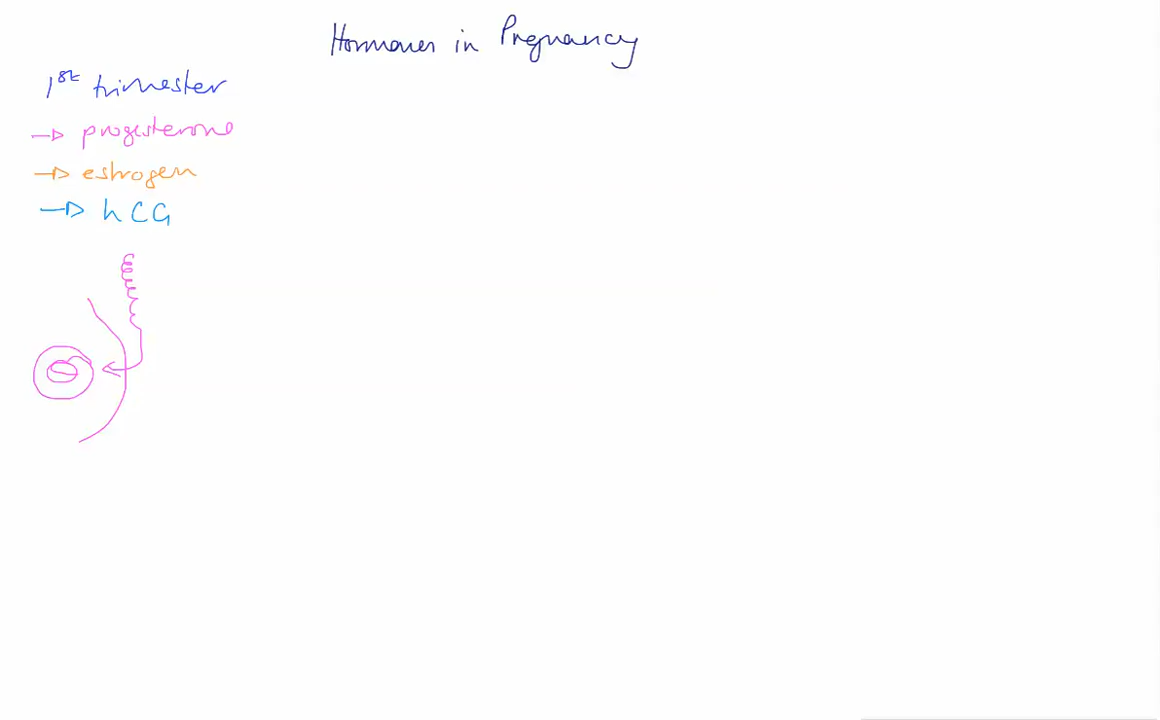 Hormones in Pregnancy
1st trimester
→ progesterone
→ estrogen
→ hCG